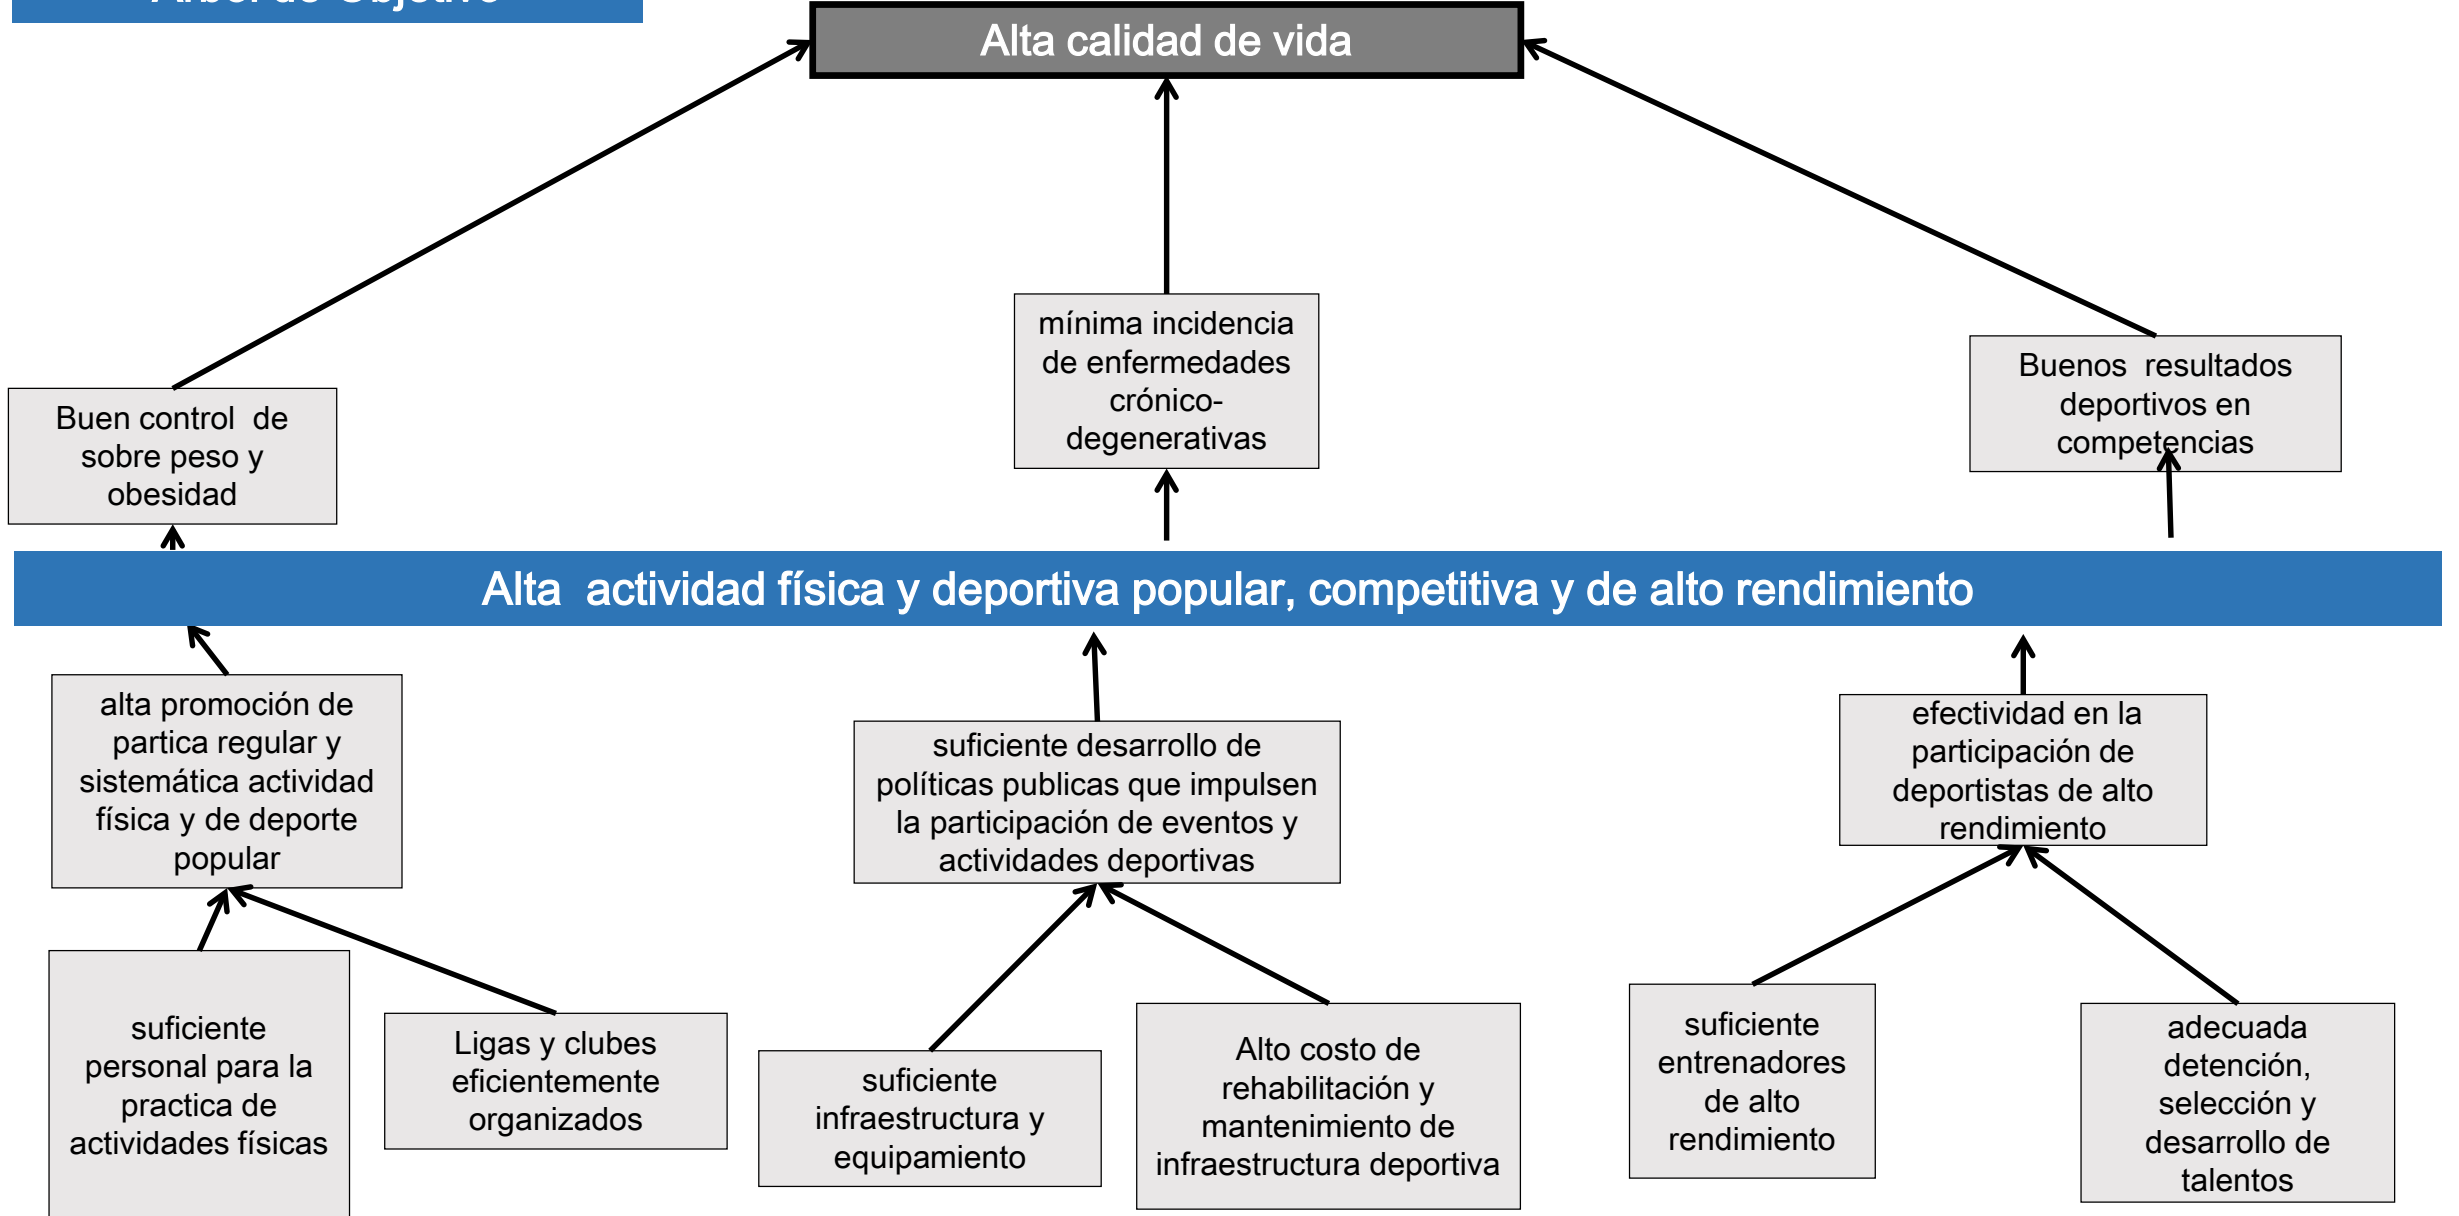 Árbol de Objetivo
Alta calidad de vida
mínima incidencia
de enfermedades
crónico-
degenerativas
Buenos resultados
deportivos en
competencias
Buen control de
sobre peso y
obesidad
Alta actividad física y deportiva popular, competitiva y de alto rendimiento
alta promoción de
partica regular y
sistemática actividad
física y de deporte
popular
suficiente desarrollo de
políticas publicas que impulsen
la participación de eventos y
actividades deportivas
efectividad en la
participación de
deportistas de alto
rendimiento
suficiente
personal para la
practica de
actividades físicas
Ligas y clubes
eficientemente
organizados
suficiente
infraestructura y
equipamiento
Alto costo de
rehabilitación y
mantenimiento de
infraestructura deportiva
suficiente
entrenadores
de alto
rendimiento
adecuada
detención,
selección y
desarrollo de
talentos